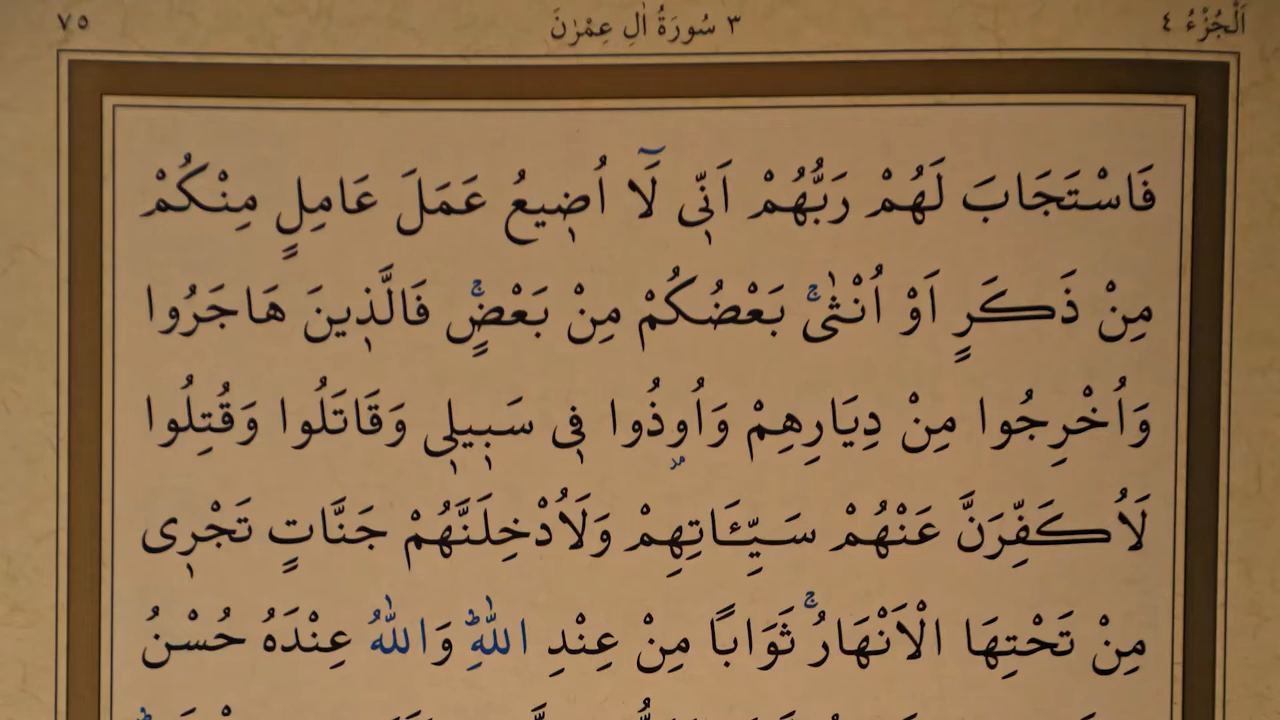 اَلْجُزْءُ ٤
٣ سُورَةُ اٰلِ عِمْرٰنَ
٧٥
فَاسْتَجَابَ لَهُمْ رَبُّهُمْ اَنّ۪ى لَٓا اُض۪يعُ عَمَلَ عَامِلٍ مِنْكُمْ
مِنْ ذَكَرٍ اَوْ اُنْثٰىۚ بَعْضُكُمْ مِنْ بَعْضٍۚ فَالَّذ۪ينَ هَاجَرُوا
وَاُخْرِجُوا مِنْ دِيَارِهِمْ وَاُوذُوا ف۪ى سَب۪يل۪ى وَقَاتَلُوا وَقُتِلُوا
لَاُكَفِّرَنَّ عَنْهُمْ سَيِّـَٔاتِهِمْ وَلَاُدْخِلَنَّهُمْ جَنَّاتٍ تَجْر۪ى
مِنْ تَحْتِهَا الْاَنْهَارُۚ ثَوَابًا مِنْ عِنْدِ اللّٰهِۜ وَاللّٰهُ عِنْدَهُ حُسْنُ